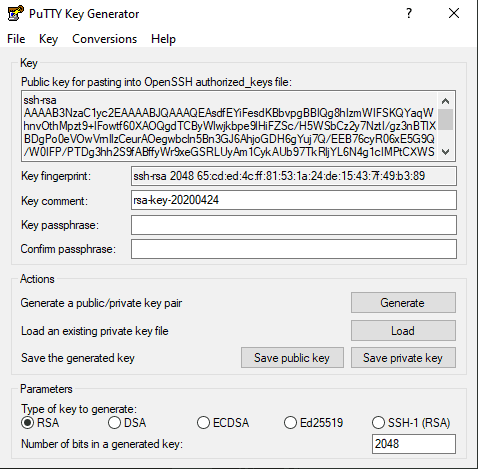 PuTTY Key Generator
?
File Key Conversions Help
Key
Public key for pasting into OpenSSH authorized_keys file:
ssh-rsa
AAAAB3NzaC1yc2EAAAABJQAAAQEAsdfEYiFesdKBbvpgBBlQg8hIzmWIFSKQYaqW
hnvOthMpzt9+IFowtf60XAOQgdTCByWlwjkbpe9lHiFZSc/H5WSbCz2y7NztI/gz3nBTIX
BDgPo0eVOwVmIlzCeurAOegwbcIn5Bn3GJ6AhjoGDH6gYuj7Q/EEB76cyR06xE5G9Q
/W0IFP/PTDg3hh2S9fABffyWr9xeGSRLUyAm1CykAUb97TkRljYL6N4g1cIMPtCXWS
Key fingerprint: ssh-rsa 2048 65:cd:ed:4c:ff:81:53:1a:24:de:15:43:7f:49:b3:89
Key comment: rsa-key-20200424
Key passphrase:
Confirm passphrase:
Actions
Generate a public/private key pair Generate
Load an existing private key file Load
Save the generated key Save public key Save private key
Parameters
Type of key to generate:
RSA DSA ECDSA Ed25519 SSH-1 (RSA)
Number of bits in a generated key: 2048